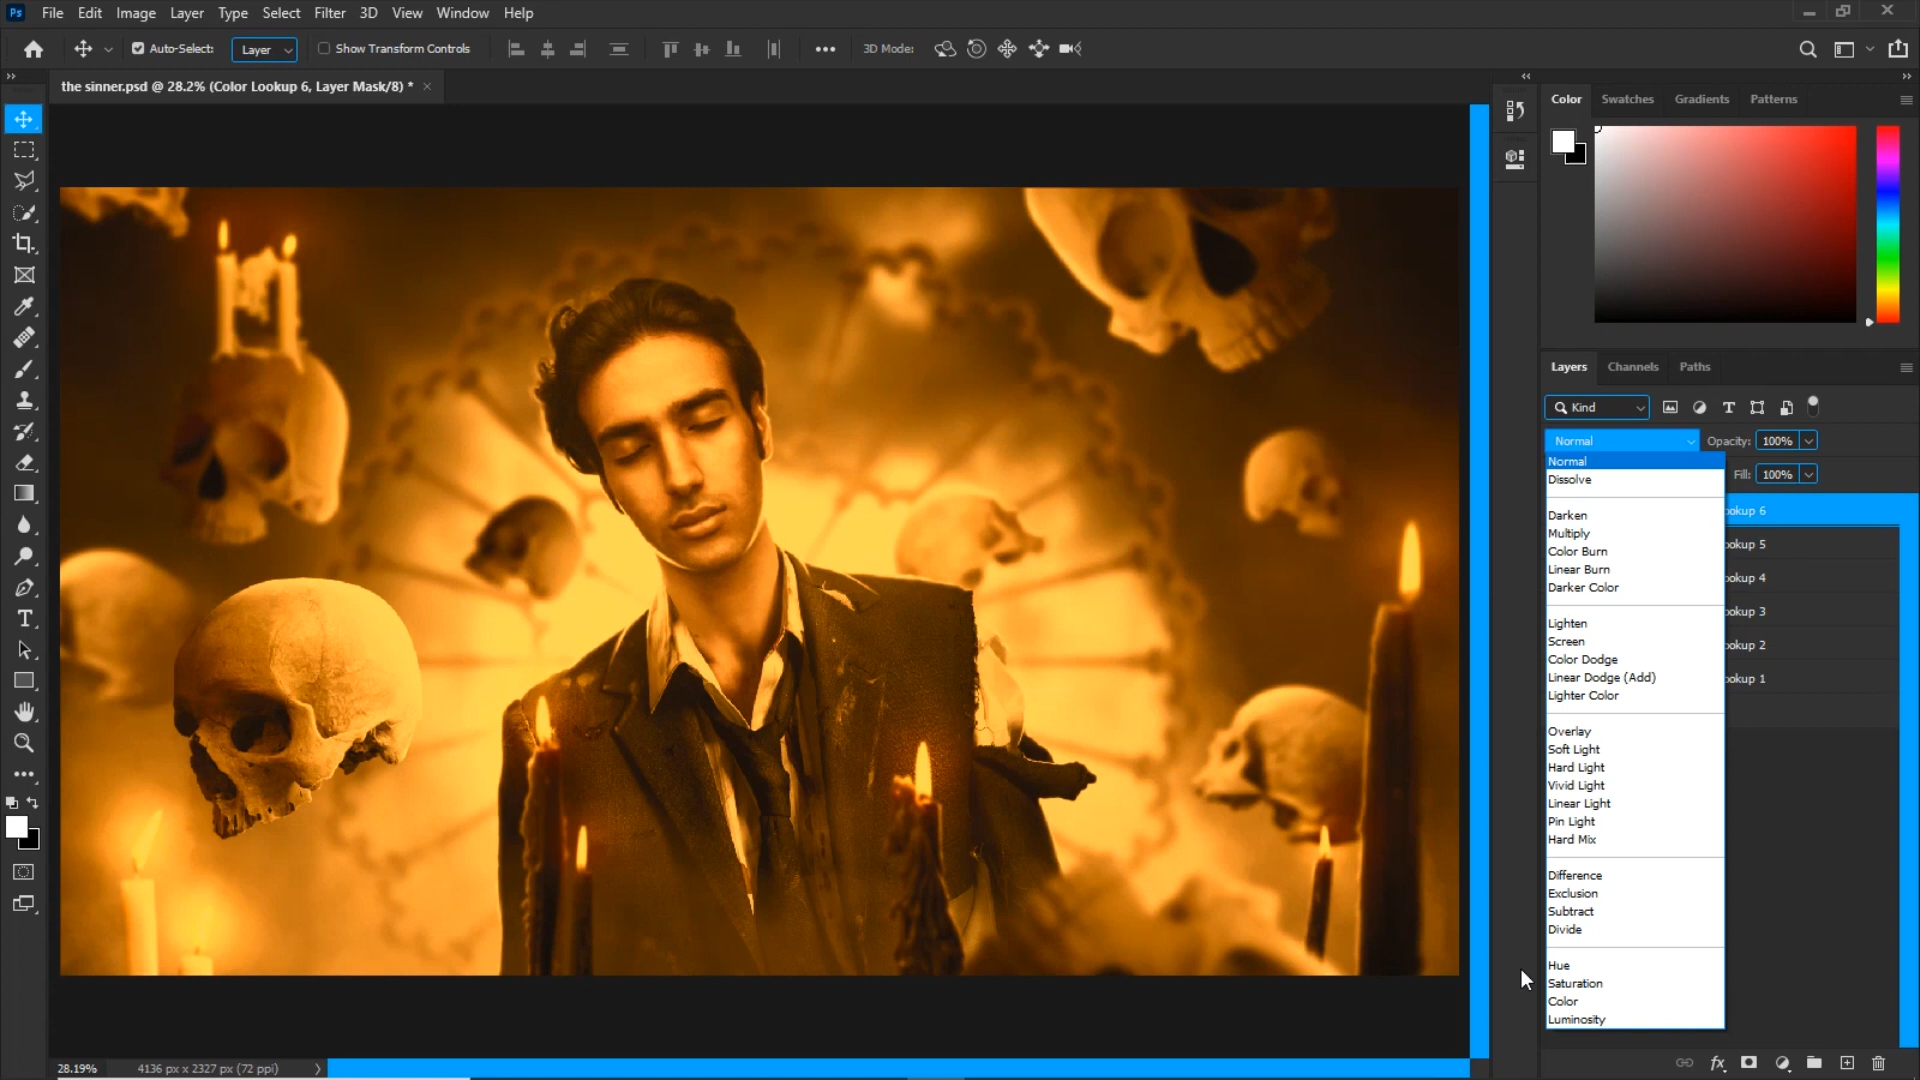 Ps File Edit Image Layer Type Select Filter 3D View Window Help
Auto-Select: Layer Show Transform Controls 3D Mode:
the sinner.psd @ 28.2% (Color Lookup 6, Layer Mask/8) *
Color Swatches Gradients Patterns
Layers Channels Paths
Kind
Normal Opacity: 100%
Normal
Fill: 100%
Dissolve
ookup 6
Darken
Multiply
ookup 5
Color Burn
Linear Burn
ookup 4
Darker Color
ookup 3
Lighten
Screen
ookup 2
Color Dodge
Linear Dodge (Add)
ookup 1
Lighter Color
Overlay
Soft Light
Hard Light
Vivid Light
Linear Light
Pin Light
Hard Mix
Difference
Exclusion
Subtract
Divide
Hue
Saturation
Color
Luminosity
28.19% 4136 px x 2327 px (72 ppi)